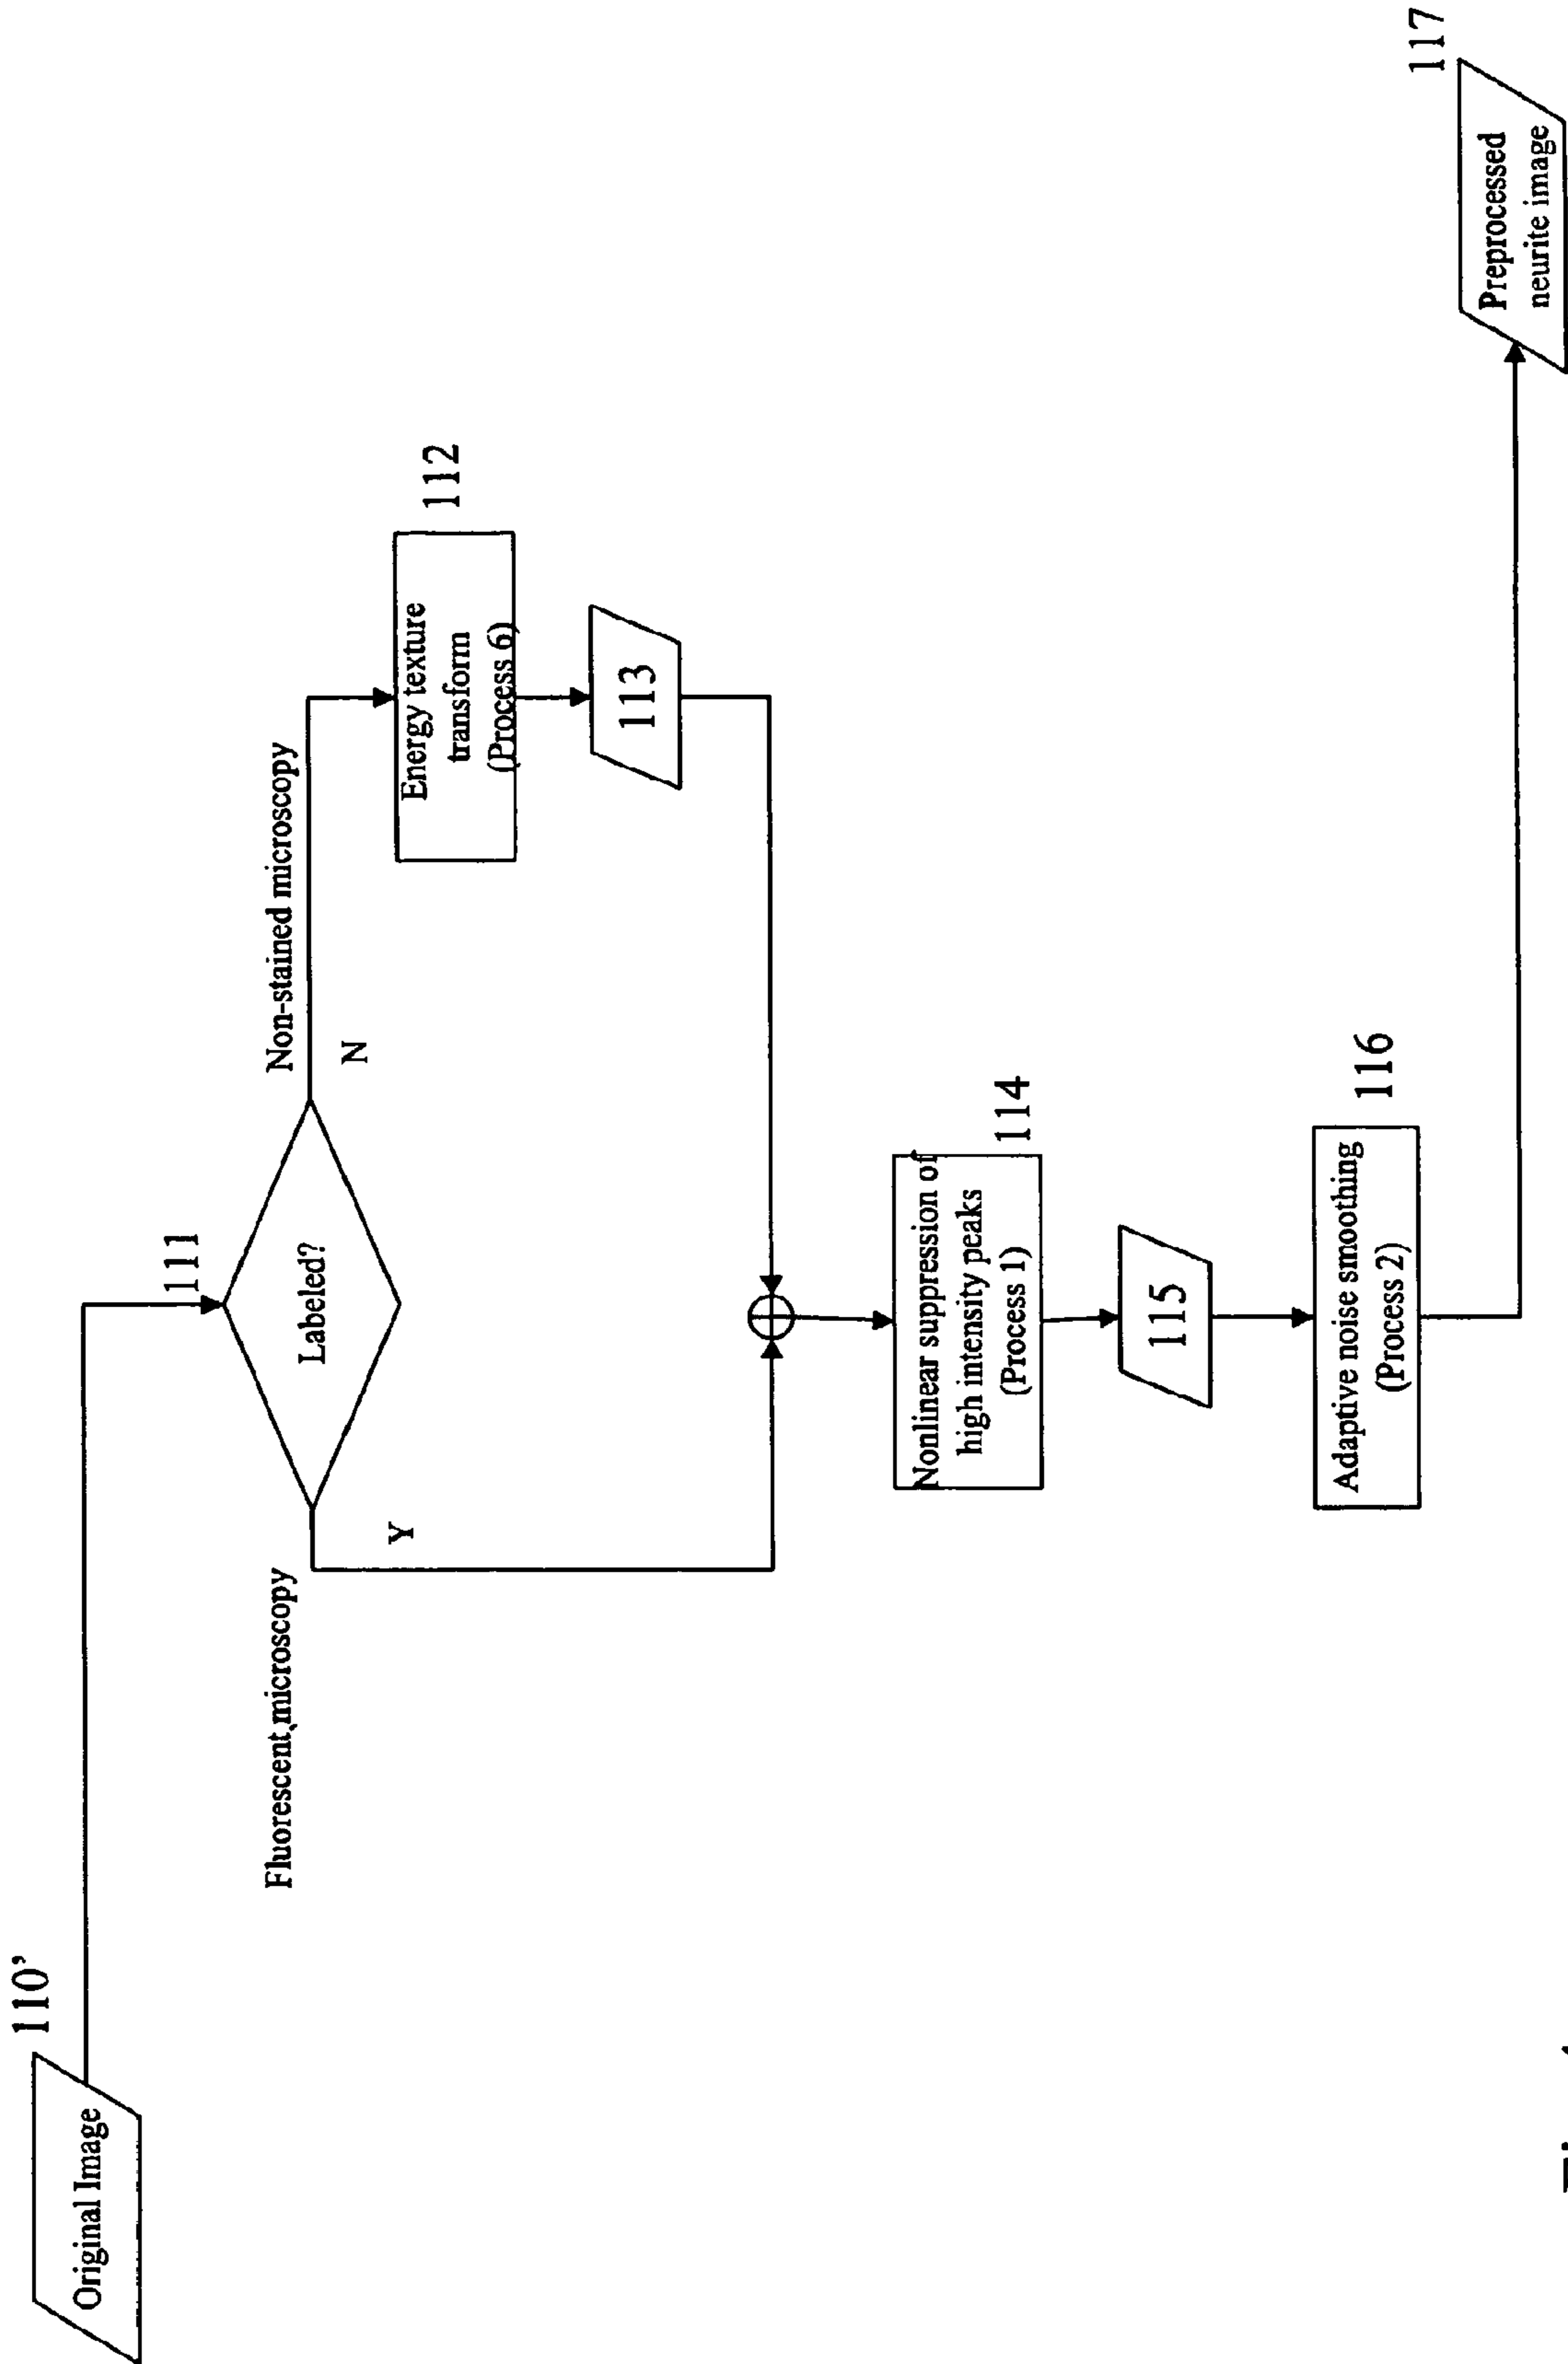 110’
Original Image
111
Labeled?
Fluorescent microscopy
Y
Non-stained microscopy
N
112
Energy texture
transform
(Process 6)
113
114
Nonlinear suppression of
high intensity peaks
(Process 1)
115
116
Adaptive noise smoothing
(Process 2)
117
Preprocessed
neurite image